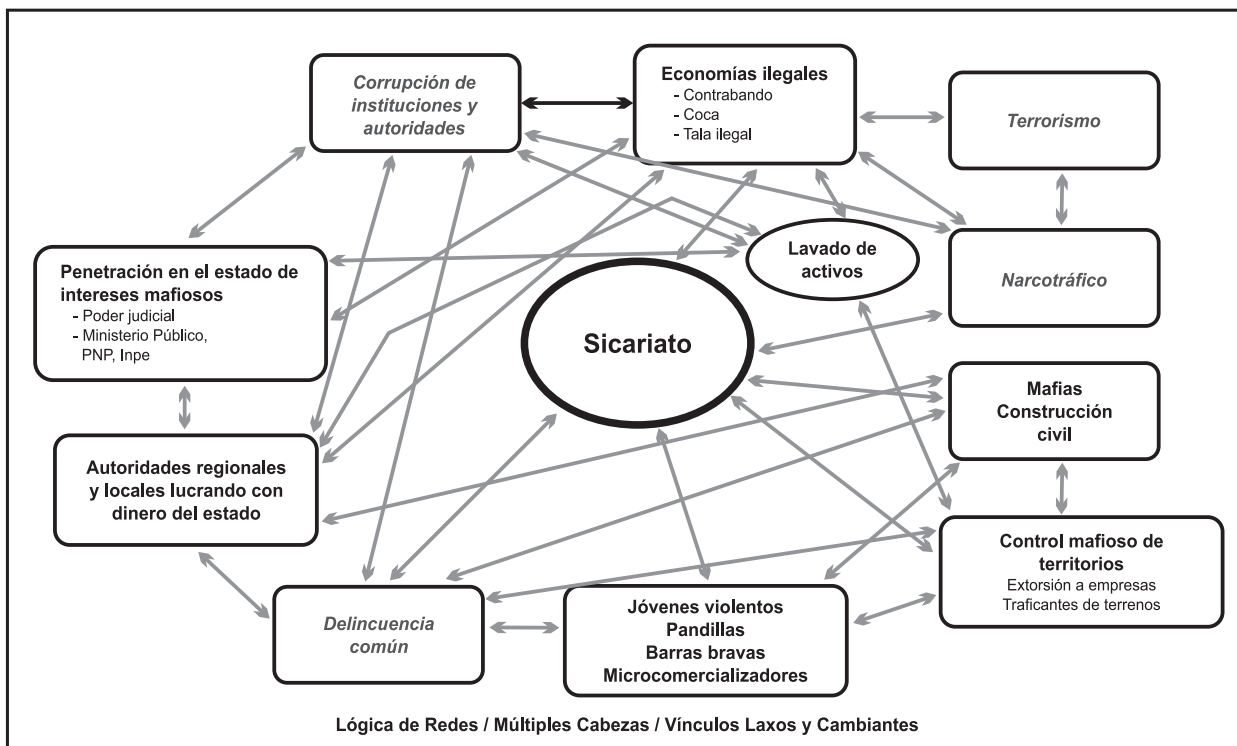 Corrupción de
instituciones y
autoridades
Economías ilegales
- Contrabando
- Coca
- Tala ilegal
Terrorismo
Penetración en el estado de
intereses mafiosos
- Poder judicial
- Ministerio Público,
PNP, Inpe
Lavado de
activos
Narcotráfico
Sicariato
Mafias
Construcción
civil
Autoridades regionales
y locales lucrando con
dinero del estado
Control mafioso de
territorios
Extorsión a empresas
Traficantes de terrenos
Delincuencia
común
Jóvenes violentos
Pandillas
Barras bravas
Microcomercializadores
Lógica de Redes / Múltiples Cabezas / Vínculos Laxos y Cambiantes